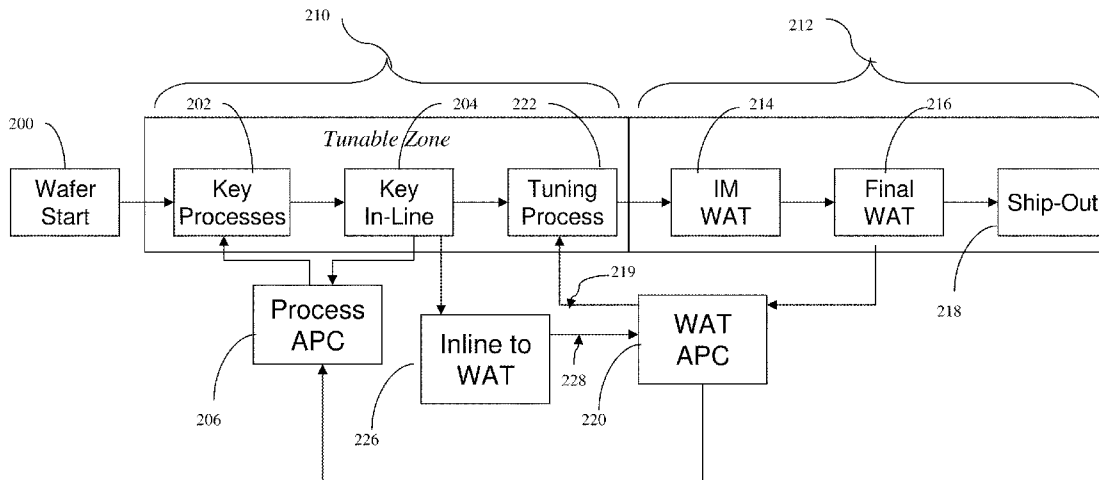 210
212
202
204
222
214
216
200
Tunable Zone
Wafer
Start
Key
Processes
Key
In-Line
Tuning
Process
IM
WAT
Final
WAT
Ship-Out
219
218
Process
APC
Inline to
WAT
WAT
APC
228
206
226
220